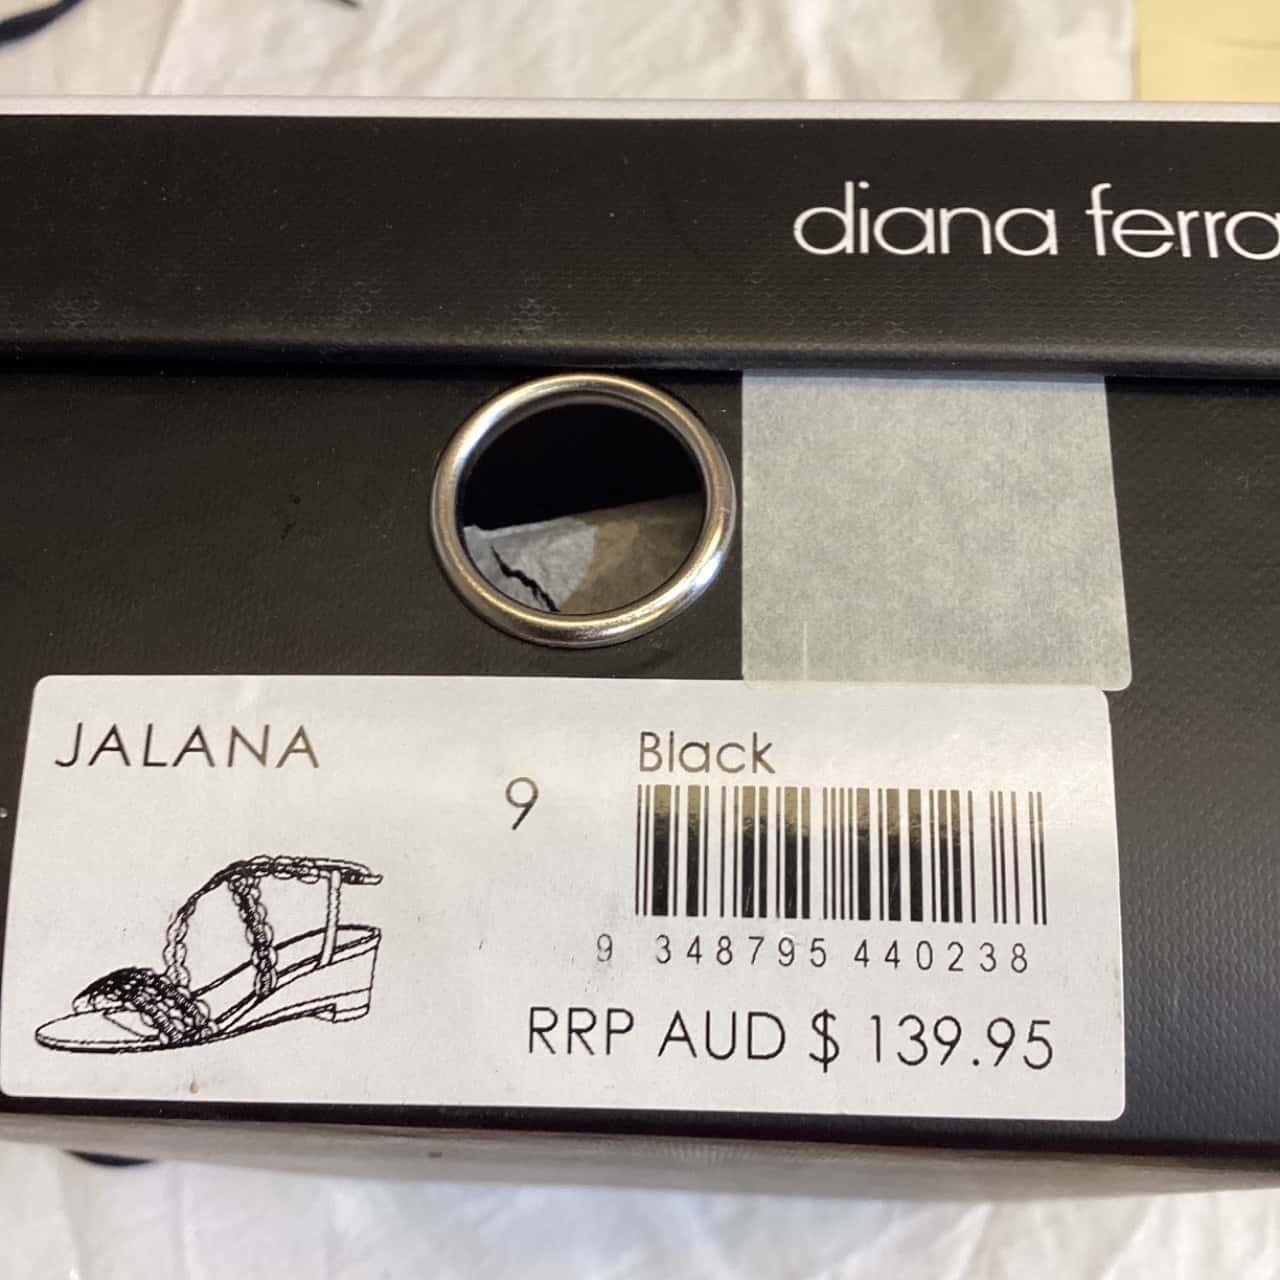 diana ferra
JALANA
9
Black
9 348795 440238
RRP AUD $ 139.95